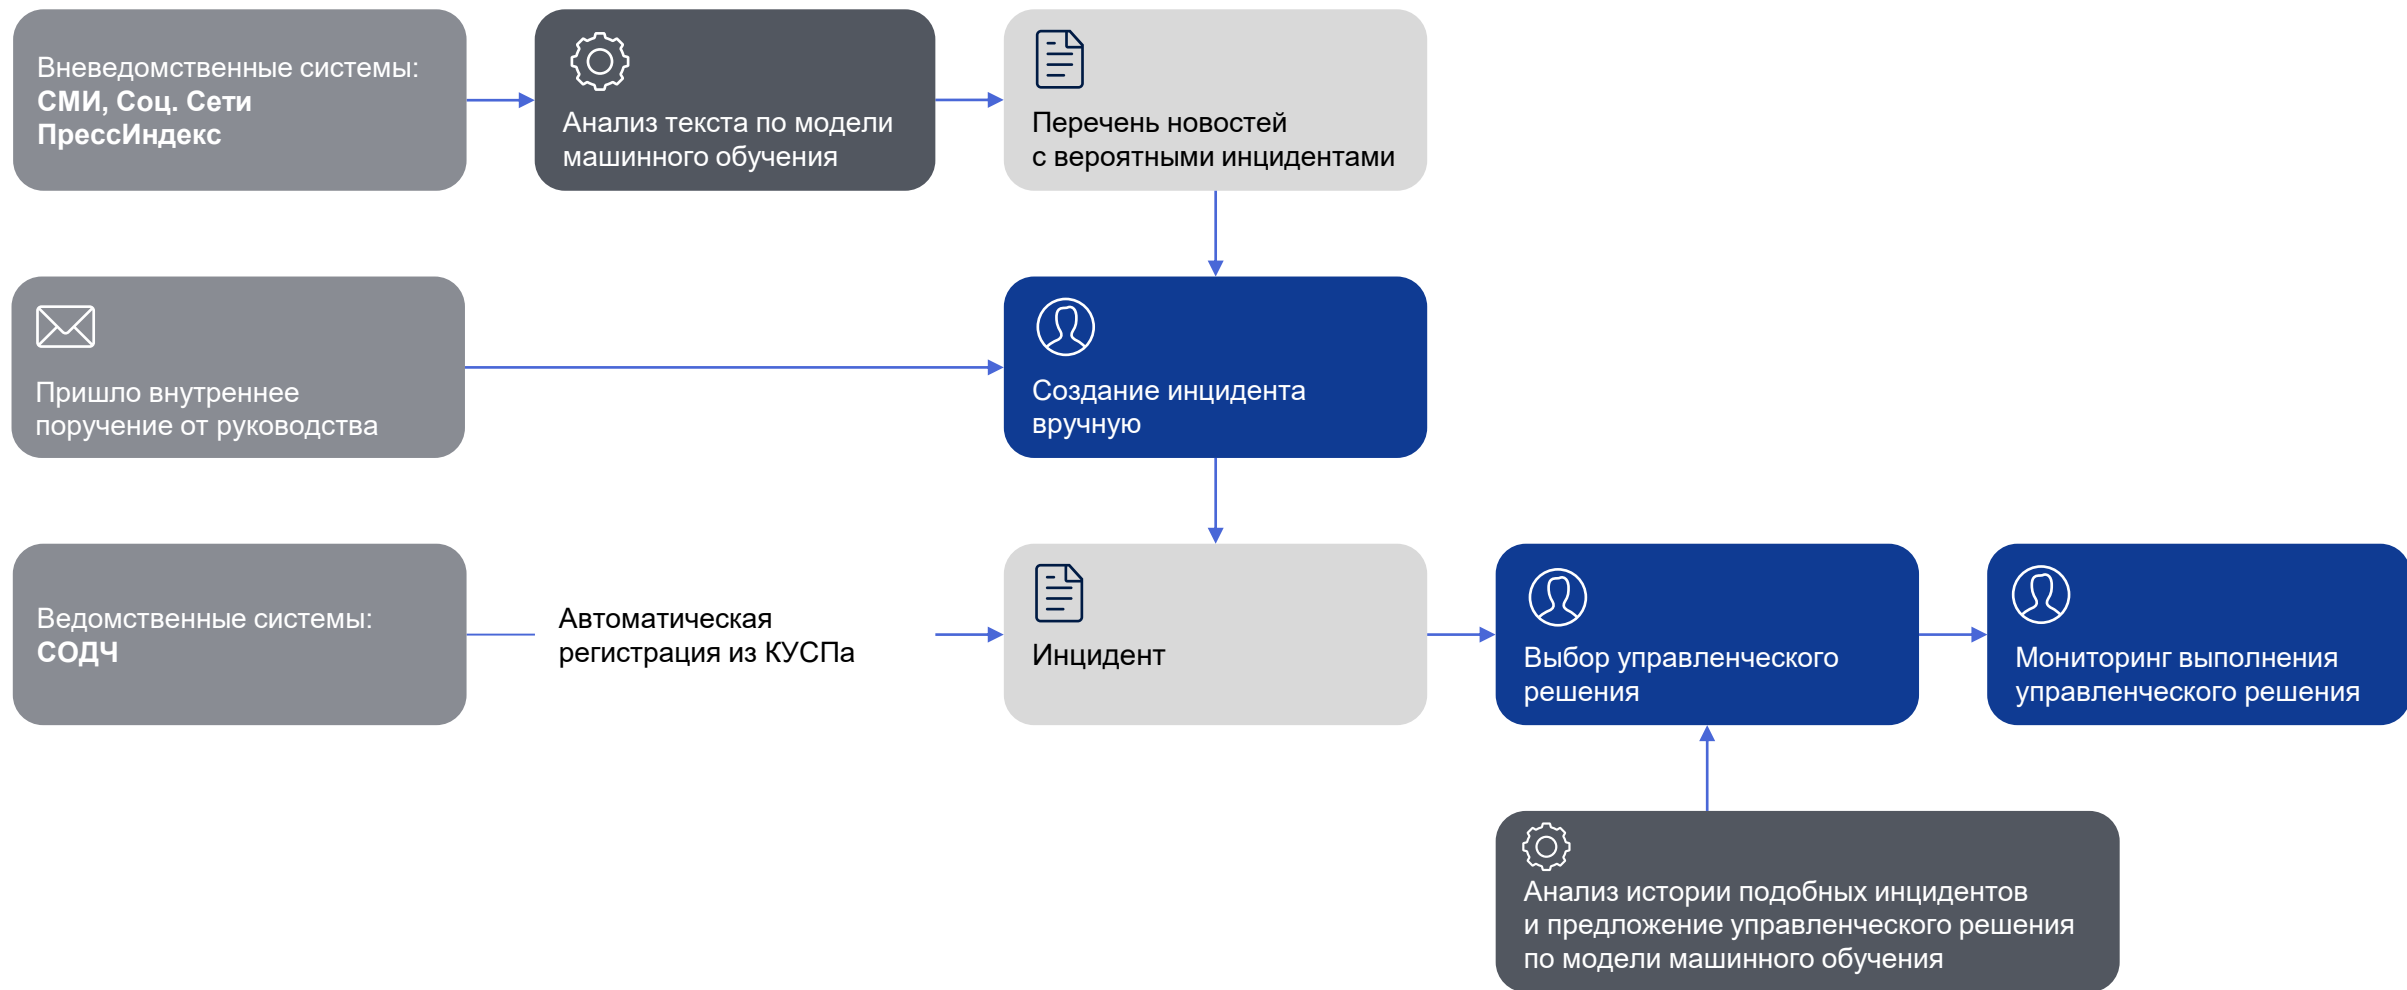 Вневедомственные системы:
СМИ, Соц. Сети
ПрессИндекс
Анализ текста по модели
машинного обучения
Перечень новостей
с вероятными инцидентами
Пришло внутреннее
поручение от руководства
Создание инцидента
вручную
Ведомственные системы:
СОДЧ
Автоматическая
регистрация из КУСПа
Инцидент
Выбор управленческого
решения
Мониторинг выполнения
управленческого решения
Анализ истории подобных инцидентов
и предложение управленческого решения
по модели машинного обучения